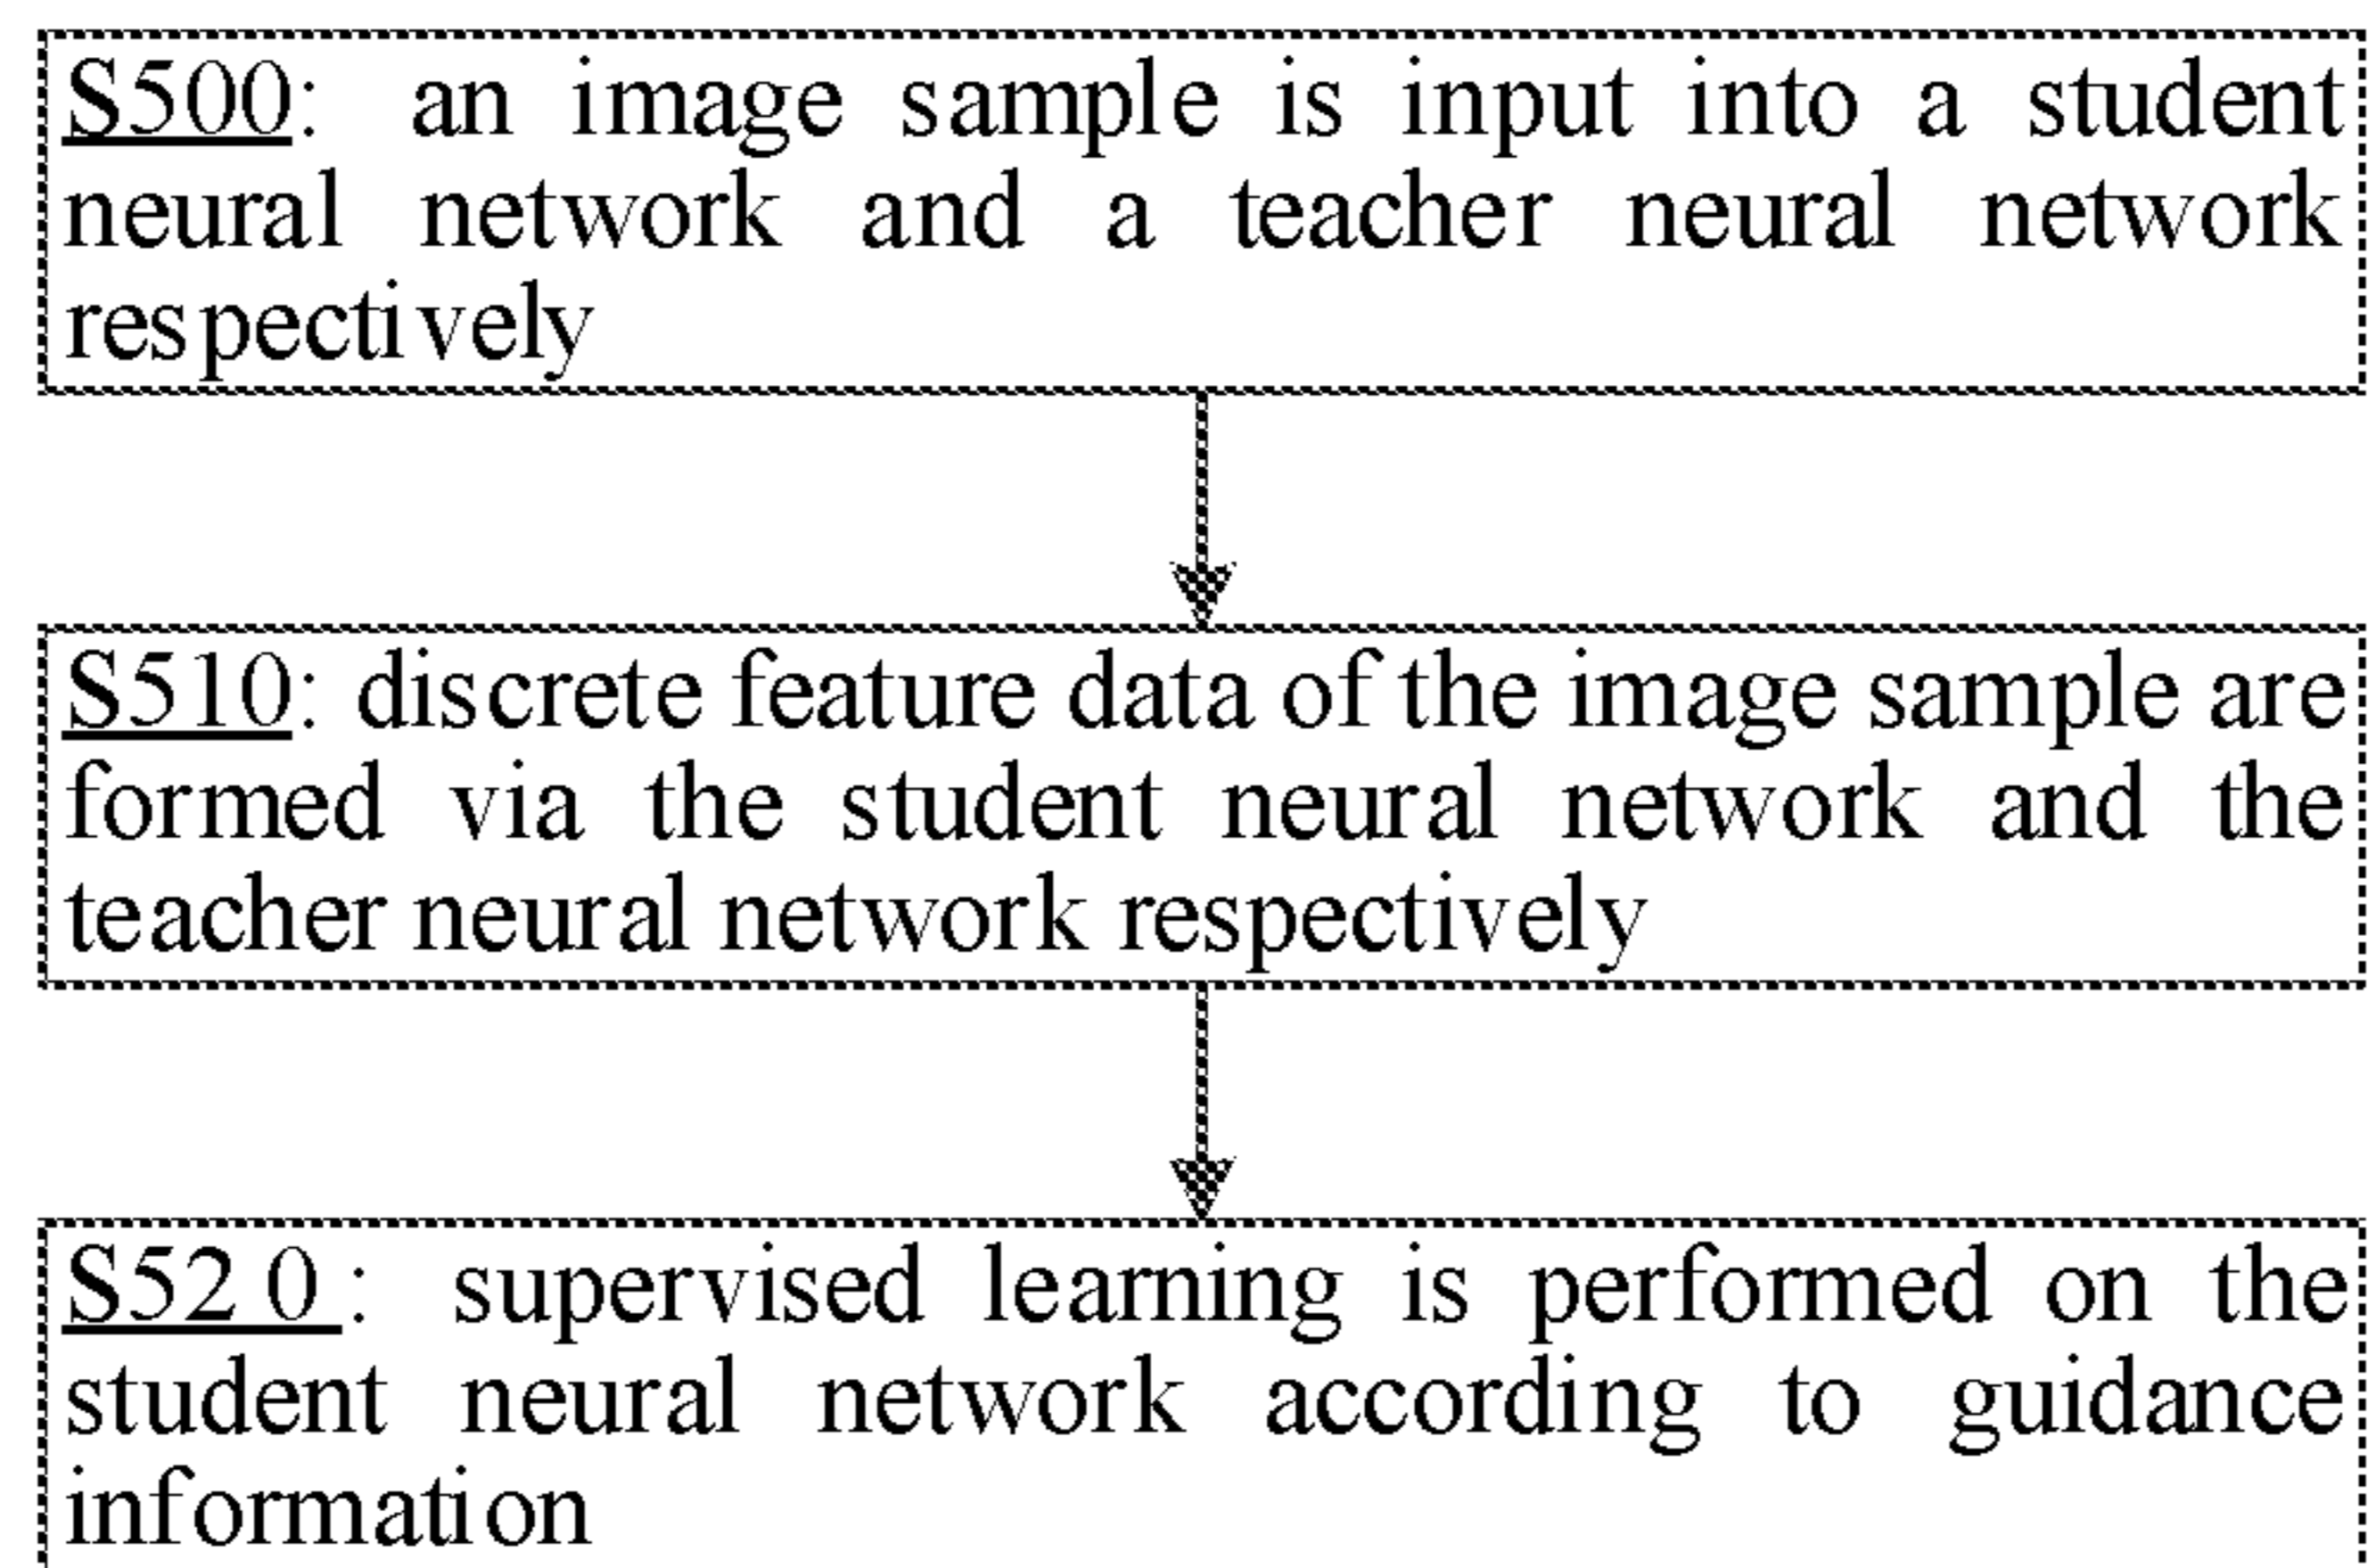 S500: an image sample is input into a student
neural network and a teacher neural network
respectively
S510: discrete feature data of the image sample are
formed via the student neural network and the
teacher neural network respectively
S52 0 : supervised learning is performed on the
student neural network according to guidance
information